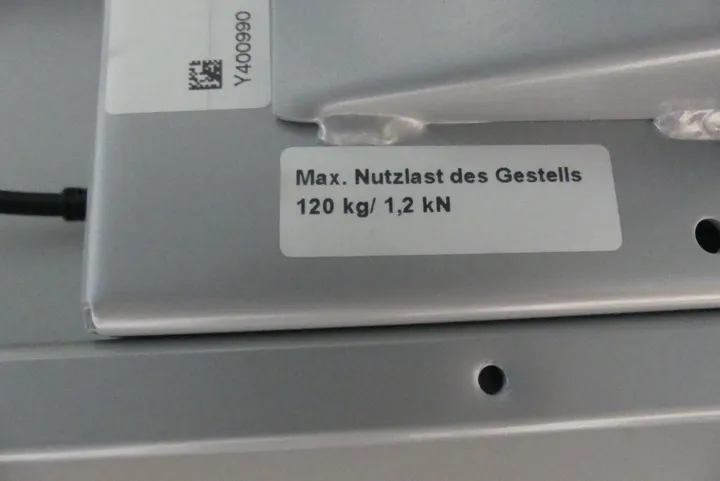 Y400990
Max. Nutzlast des Gestells
120 kg/ 1,2 kN